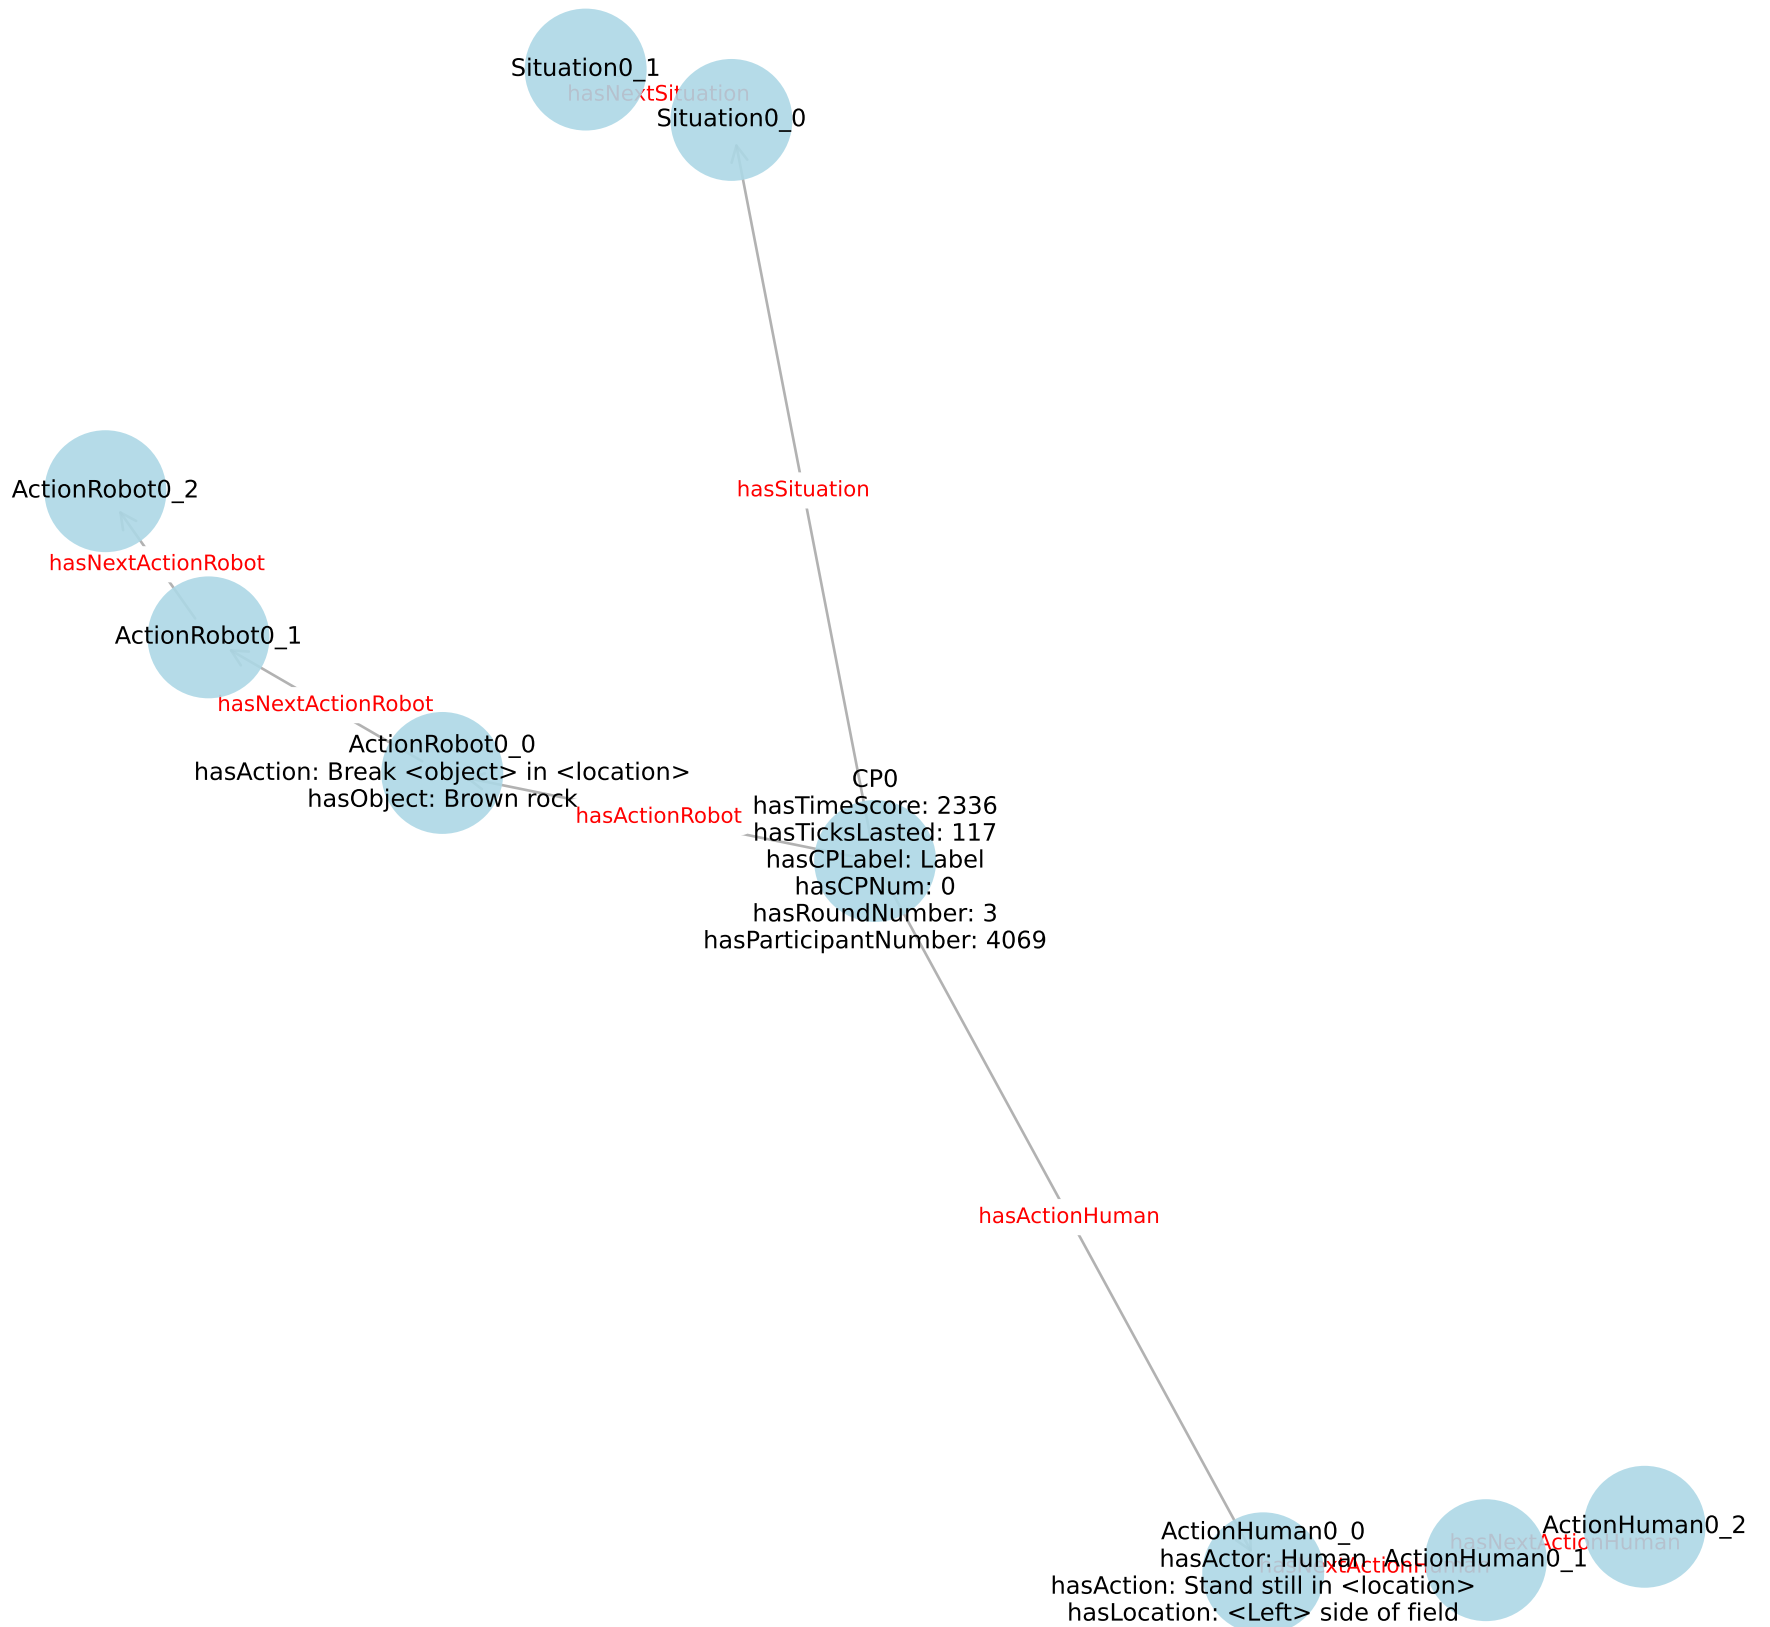 Situation0_1
hasNextSituation
Situation0_0
hasSituation
ActionRobot0_2
hasNextActionRobot
ActionRobot0_1
hasNextActionRobot
ActionRobot0_0
hasAction: Break <object> in <location>
hasObject: Brown rock
hasActionRobot
CP0
hasTimeScore: 2336
hasTicksLasted: 117
hasCPLabel: Label
hasCPNum: 0
hasRoundNumber: 3
hasParticipantNumber: 4069
hasActionHuman
ActionHuman0_0
hasActor: Human
hasAction: Stand still in <location>
hasLocation: <Left> side of field
hasNextActionHuman
ActionHuman0_1
hasNextActionHuman
ActionHuman0_2